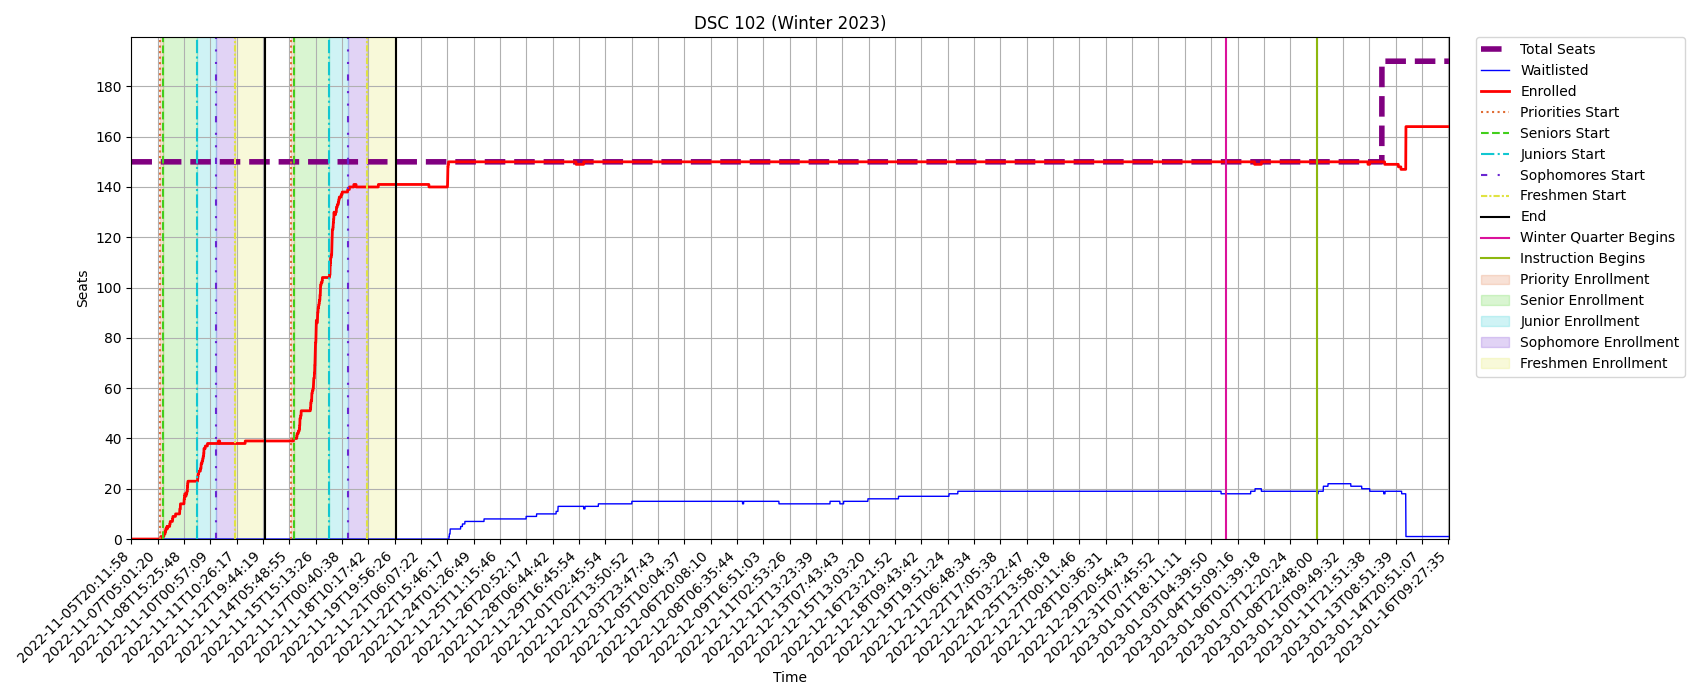 DSC 102 (Winter 2023)
Seats
180
160
140
120
100
80
60
40
20
0
2022-11-05T20:11:58
2022-11-07T05:01:20
2022-11-08T15:25:48
2022-11-10T00:57:09
2022-11-11T10:26:17
2022-11-12T19:44:19
2022-11-14T05:48:55
2022-11-15T15:13:26
2022-11-17T00:40:38
2022-11-18T10:17:42
2022-11-19T19:56:26
2022-11-21T06:07:22
2022-11-22T15:46:17
2022-11-24T01:26:49
2022-11-25T11:15:46
2022-11-26T20:52:17
2022-11-28T06:44:42
2022-11-29T16:45:54
2022-12-01T02:45:54
2022-12-02T13:50:52
2022-12-03T23:47:43
2022-12-05T10:04:37
2022-12-06T20:08:10
2022-12-08T06:35:44
2022-12-09T16:51:03
2022-12-11T02:53:26
2022-12-12T13:23:39
2022-12-13T07:43:43
2022-12-15T13:03:20
2022-12-16T23:21:52
2022-12-18T09:43:42
2022-12-19T19:51:24
2022-12-21T06:48:34
2022-12-22T17:05:38
2022-12-24T03:22:47
2022-12-25T13:58:18
2022-12-27T00:11:46
2022-12-28T10:36:31
2022-12-29T20:54:43
2022-12-31T07:45:52
2023-01-01T18:11:11
2023-01-03T04:39:50
2023-01-04T15:09:16
2023-01-06T01:39:18
2023-01-07T12:20:24
2023-01-08T22:48:00
2023-01-10T09:49:32
2023-01-11T21:51:38
2023-01-13T08:51:39
2023-01-14T20:51:07
2023-01-16T09:27:35
Time
Total Seats
Waitlisted
Enrolled
Priorities Start
Seniors Start
Juniors Start
Sophomores Start
Freshmen Start
End
Winter Quarter Begins
Instruction Begins
Priority Enrollment
Senior Enrollment
Junior Enrollment
Sophomore Enrollment
Freshmen Enrollment